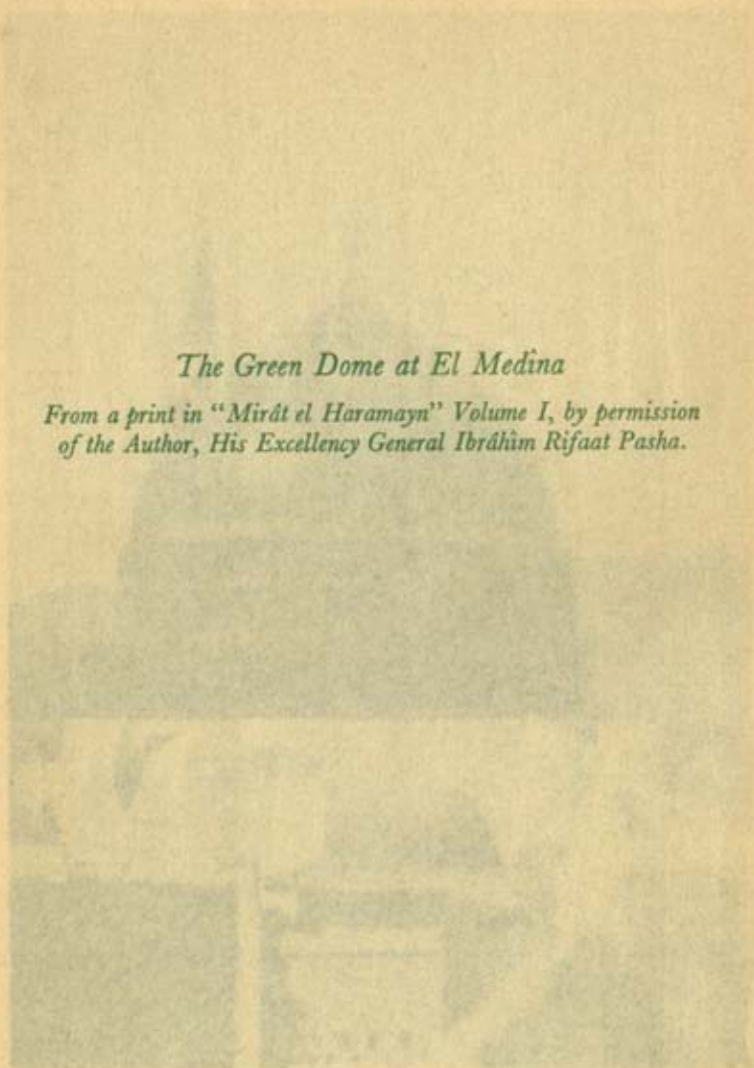 The Green Dome at El Medîna
From a print in “Mirât el Haramayn” Volume I, by permission
of the Author, His Excellency General Ibrâhîm Rifaat Pasha.